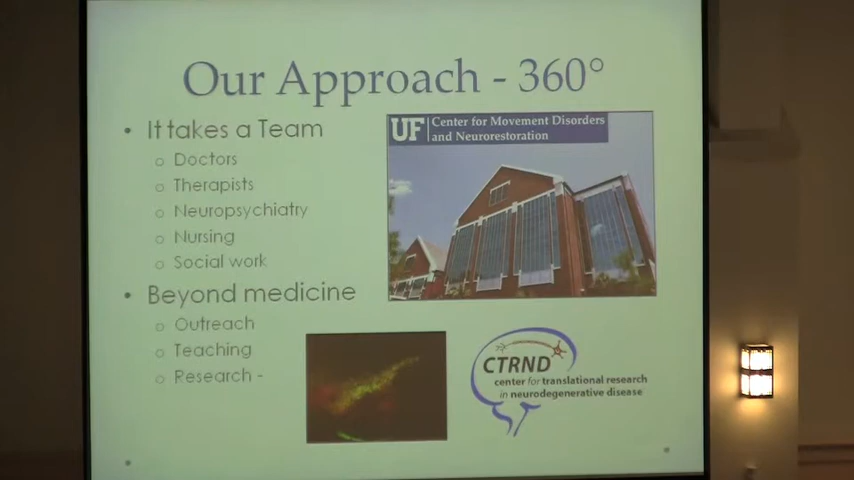 Our Approach - 360°
• It takes a Team
o Doctors
o Therapists
o Neuropsychiatry
o Nursing
o Social work
• Beyond medicine
o Outreach
o Teaching
o Research -
UF Center for Movement Disorders
and Neurorestoration
CTRND
center for translational research
in neurodegenerative disease